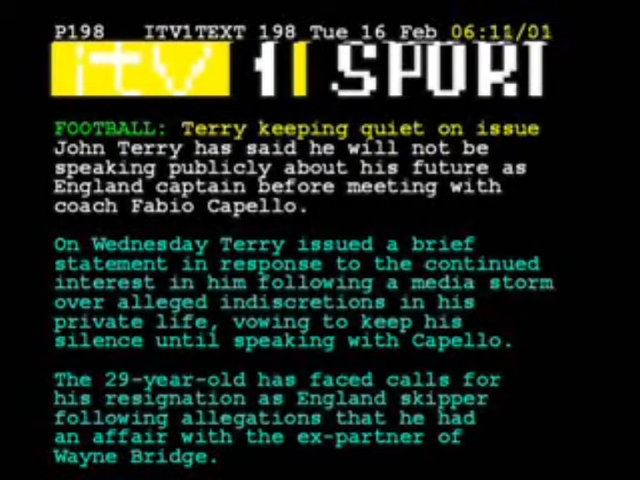 P198 ITV1TEXT 198 Tue 16 Feb 06:11/01
itv 1 SPORT
FOOTBALL: Terry keeping quiet on issue
John Terry has said he will not be
speaking publicly about his future as
England captain before meeting with
coach Fabio Capello.
On Wednesday Terry issued a brief
statement in response to the continued
interest in him following a media storm
over alleged indiscretions in his
private life, vowing to keep his
silence until speaking with Capello.
The 29-year-old has faced calls for
his resignation as England skipper
following allegations that he had
an affair with the ex-partner of
Wayne Bridge.